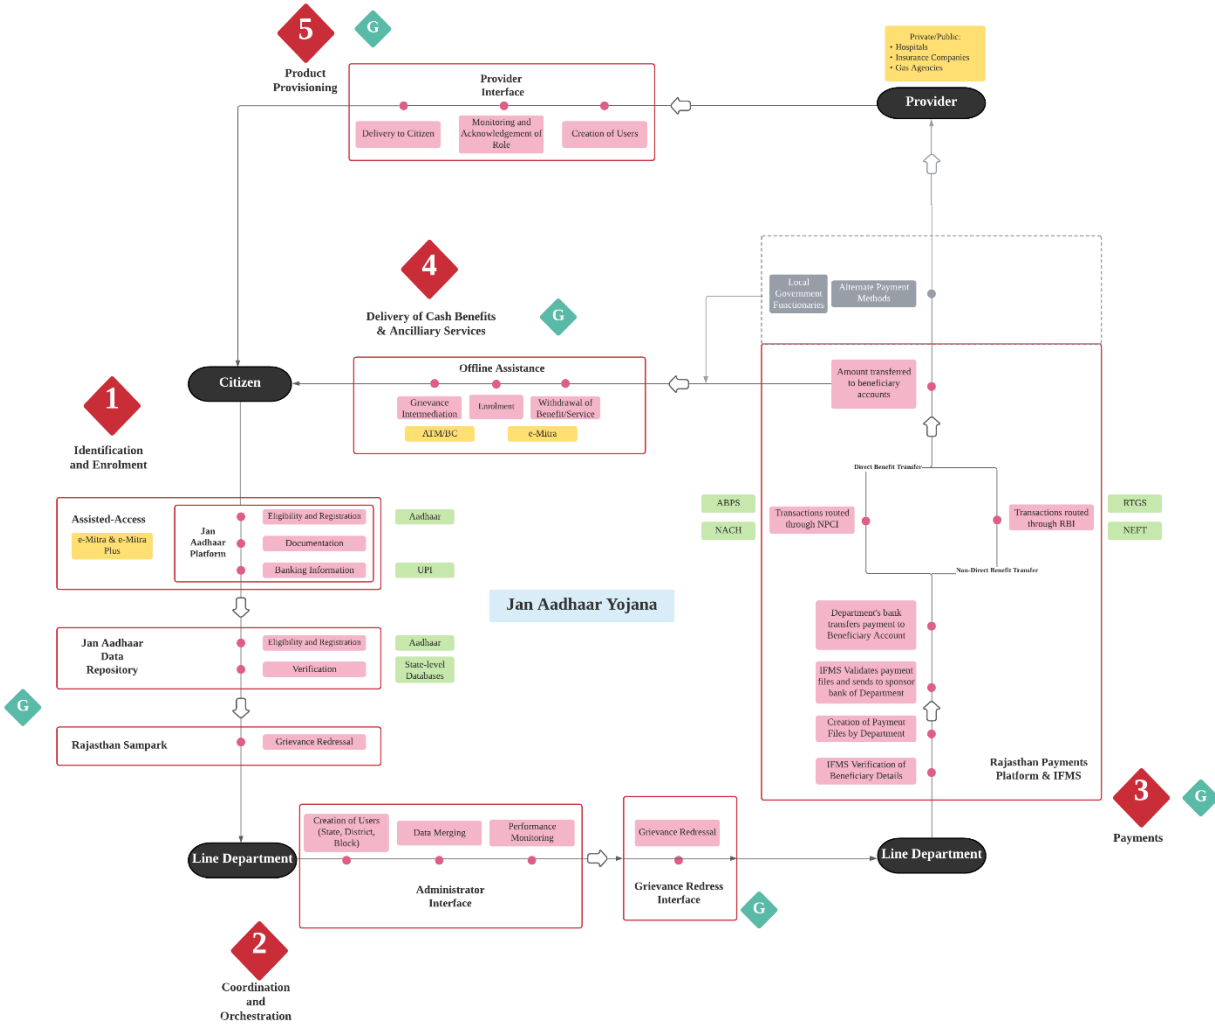 5
G
Product
Provisioning
Provider
Interface
Delivery to Citizen
Monitoring and
Acknowledgement of
Role
Creation of Users
Private/Public:
• Hospitals
• Insurance Companies
• Gas Agencies
Provider
4
Delivery of Cash Benefits
& Ancilliary Services
G
Local
Government
Functionaries
Alternate Payment
Methods
Citizen
Offline Assistance
Grievance
Intermediation
Enrolment
Withdrawal of
Benefit/Service
ATM/BC
e-Mitra
Amount transferred
to beneficiary
accounts
1
Identification
and Enrolment
Direct Benefit Transfer
ABPS
NACH
Transactions routed
through NPCI
Transactions routed
through RBI
RTGS
NEFT
Non-Direct Benefit Transfer
Assisted-Access
e-Mitra & e-Mitra
Plus
Jan
Aadhaar
Platform
Eligibility and Registration
Documentation
Banking Information
Aadhaar
UPI
Jan Aadhaar Yojana
Jan Aadhaar
Data
Repository
Eligibility and Registration
Verification
Aadhaar
State-level
Databases
G
Rajasthan Sampark
Grievance Redressal
Department's bank
transfers payment to
Beneficiary Account
IFMS Validates payment
files and sends to sponsor
bank of Department
Creation of Payment
Files by Department
IFMS Verification of
Beneficiary Details
Rajasthan Payments
Platform & IFMS
3
G
Payments
Line Department
Creation of Users
(State, District,
Block)
Data Merging
Performance
Monitoring
Administrator
Interface
Grievance Redressal
Grievance Redress
Interface
G
Line Department
2
Coordination
and
Orchestration